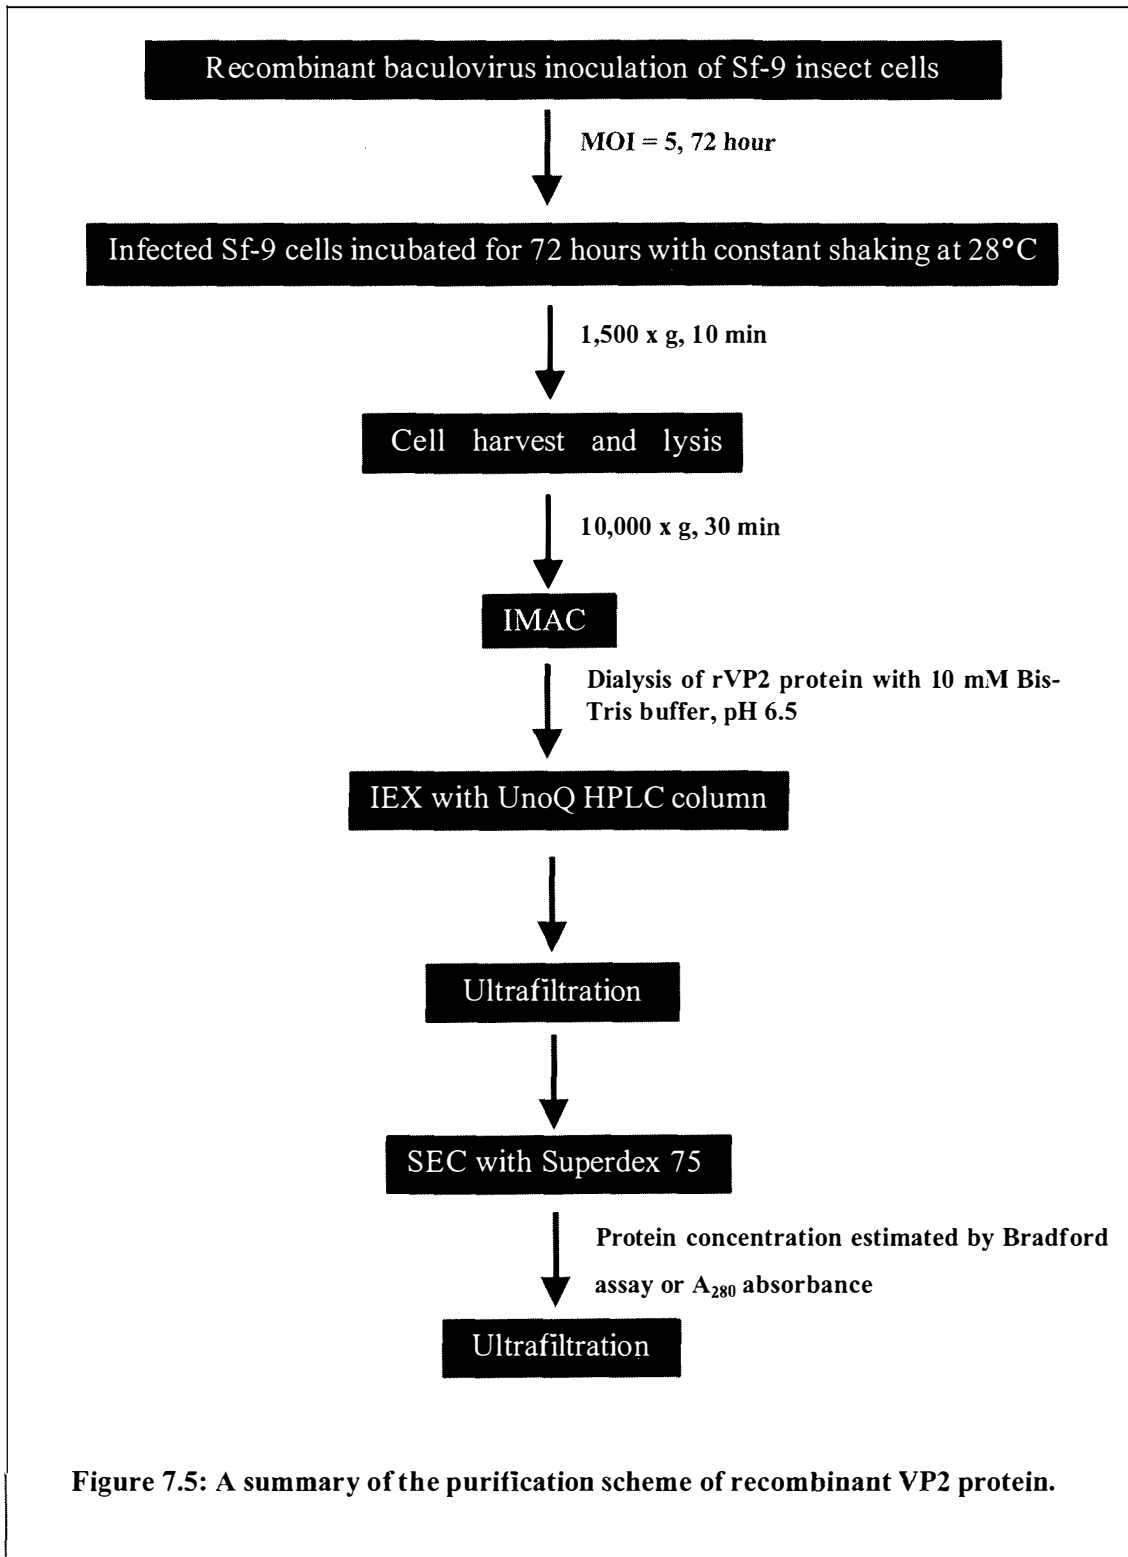 Recombinant baculovirus inoculation of Sf-9 insect cells
MOI = 5, 72 hour
Infected Sf-9 cells incubated for 72 hours with constant shaking at 28°C
1,500 x g, 10 min
Cell harvest and lysis
10,000 x g, 30 min
IMAC
Dialysis of rVP2 protein with 10 mM Bis-
Tris buffer, pH 6.5
IEX with UnoQ HPLC column
Ultrafiltration
SEC with Superdex 75
Protein concentration estimated by Bradford
assay or A₂₈₀ absorbance
Ultrafiltration
Figure 7.5: A summary of the purification scheme of recombinant VP2 protein.